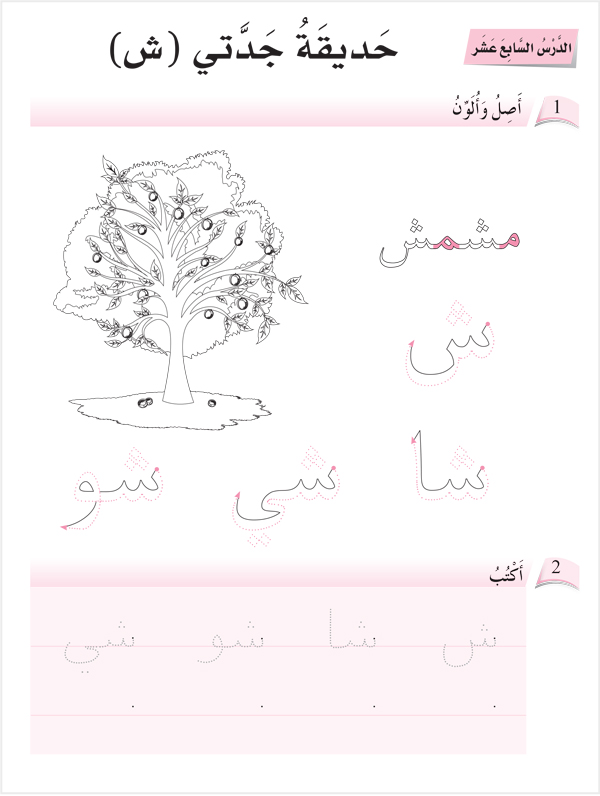 الدَّرْسُ السَّابِعَ عَشَر
حَديقَةُ جَدَّتي (ش)
1 أَصِلُ وَأُلَوِّنُ
مشمش
ش
شا شي شو
2 أَكْتُبُ
ش شا شو شي